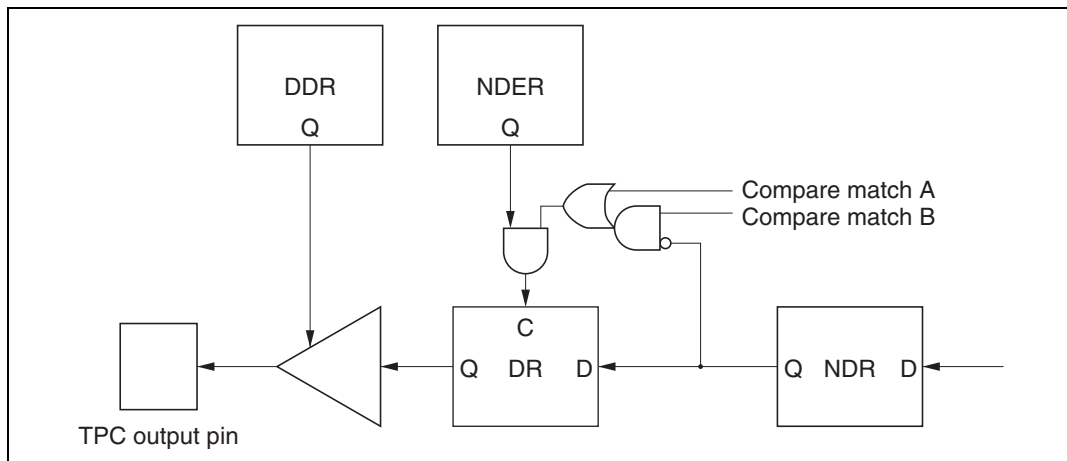 DDR
Q
NDER
Q
Compare match A
Compare match B
C
Q DR D
Q NDR D
TPC output pin